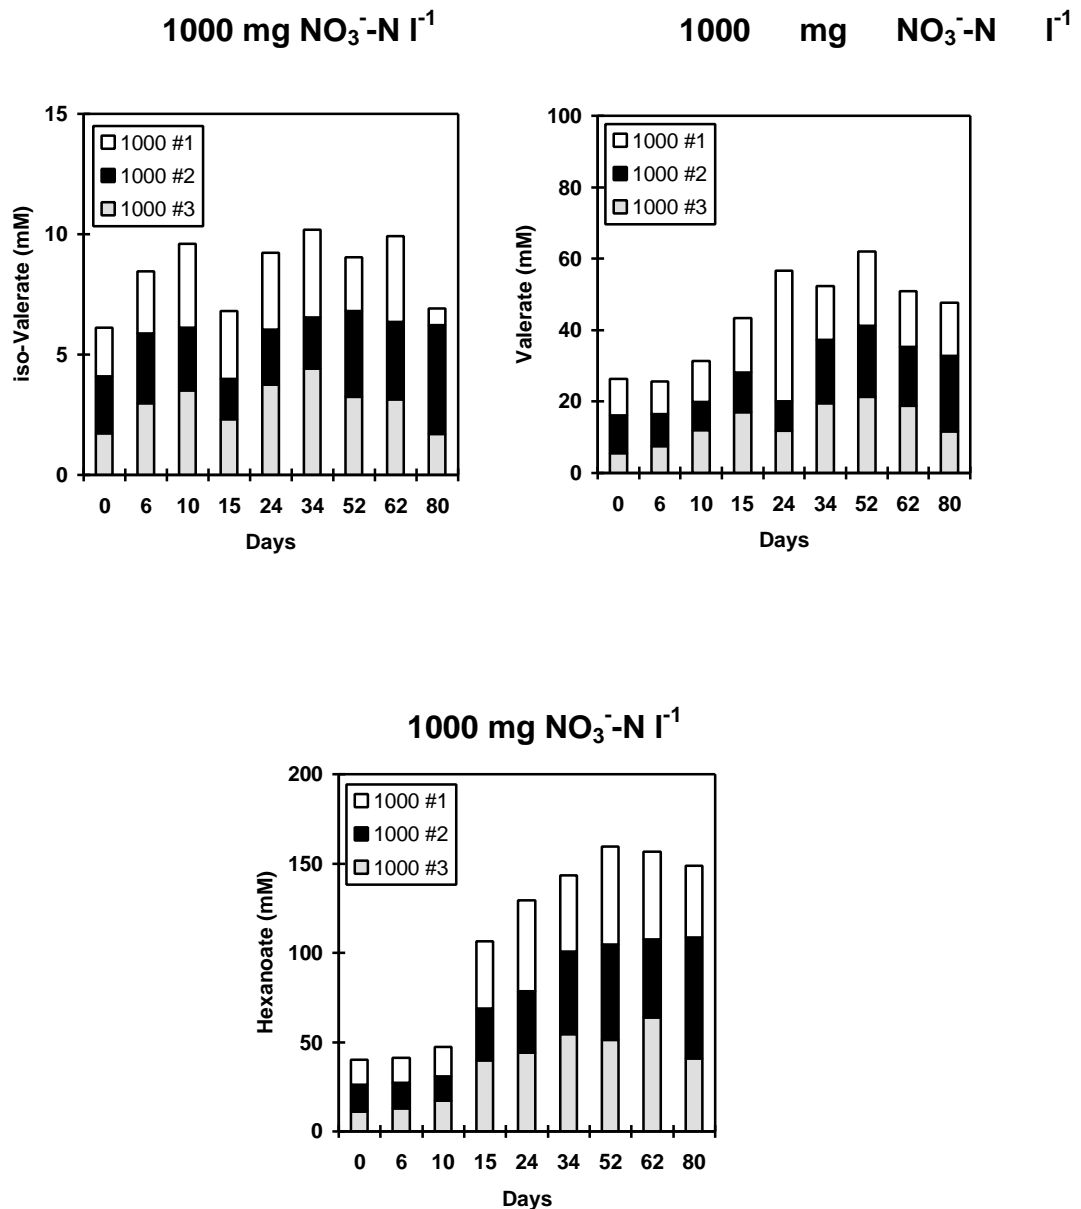 1000 mg NO₃⁻-N l⁻¹
15
10
5
0
iso-Valerate (mM)
1000 #1
1000 #2
1000 #3
0 6 10 15 24 34 52 62 80
Days
1000 mg NO₃⁻-N l⁻¹
100
80
60
40
20
0
Valerate (mM)
1000 #1
1000 #2
1000 #3
0 6 10 15 24 34 52 62 80
Days
1000 mg NO₃⁻-N l⁻¹
200
150
100
50
0
Hexanoate (mM)
1000 #1
1000 #2
1000 #3
0 6 10 15 24 34 52 62 80
Days